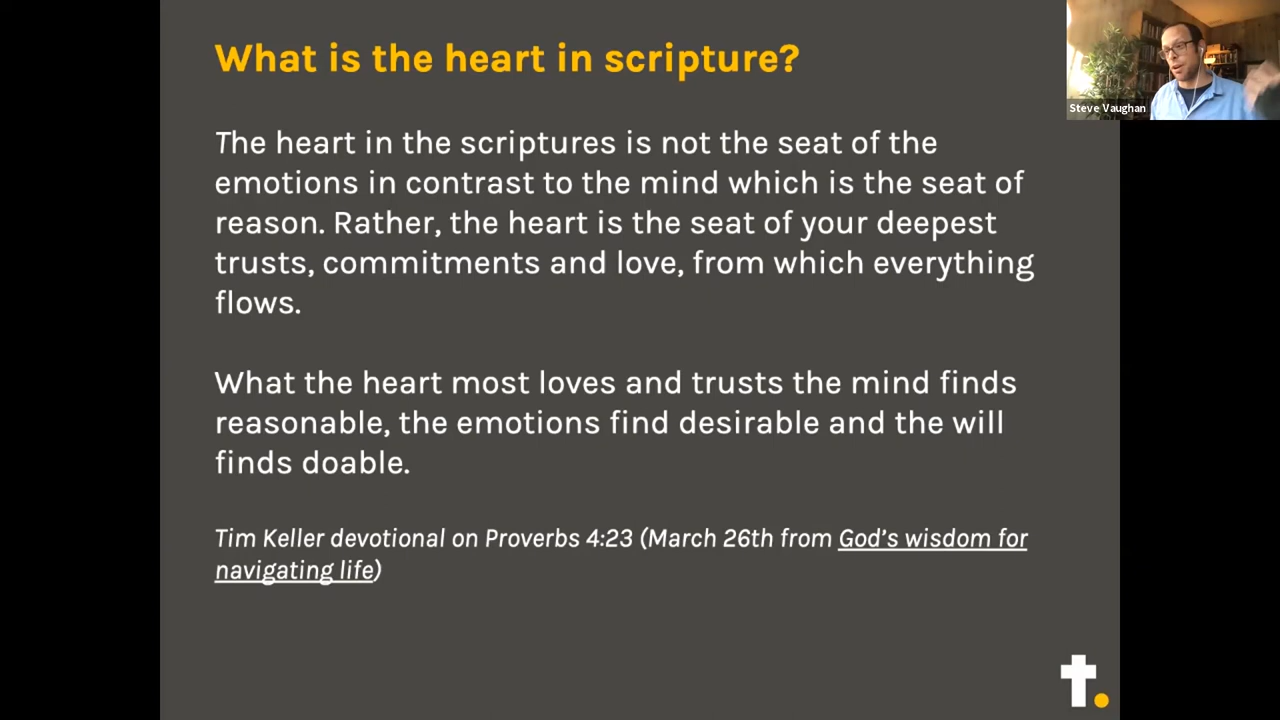 What is the heart in scripture?
Steve Vaughan
The heart in the scriptures is not the seat of the
emotions in contrast to the mind which is the seat of
reason. Rather, the heart is the seat of your deepest
trusts, commitments and love, from which everything
flows.
What the heart most loves and trusts the mind finds
reasonable, the emotions find desirable and the will
finds doable.
Tim Keller devotional on Proverbs 4:23 (March 26th from God's wisdom for
navigating life)
t.